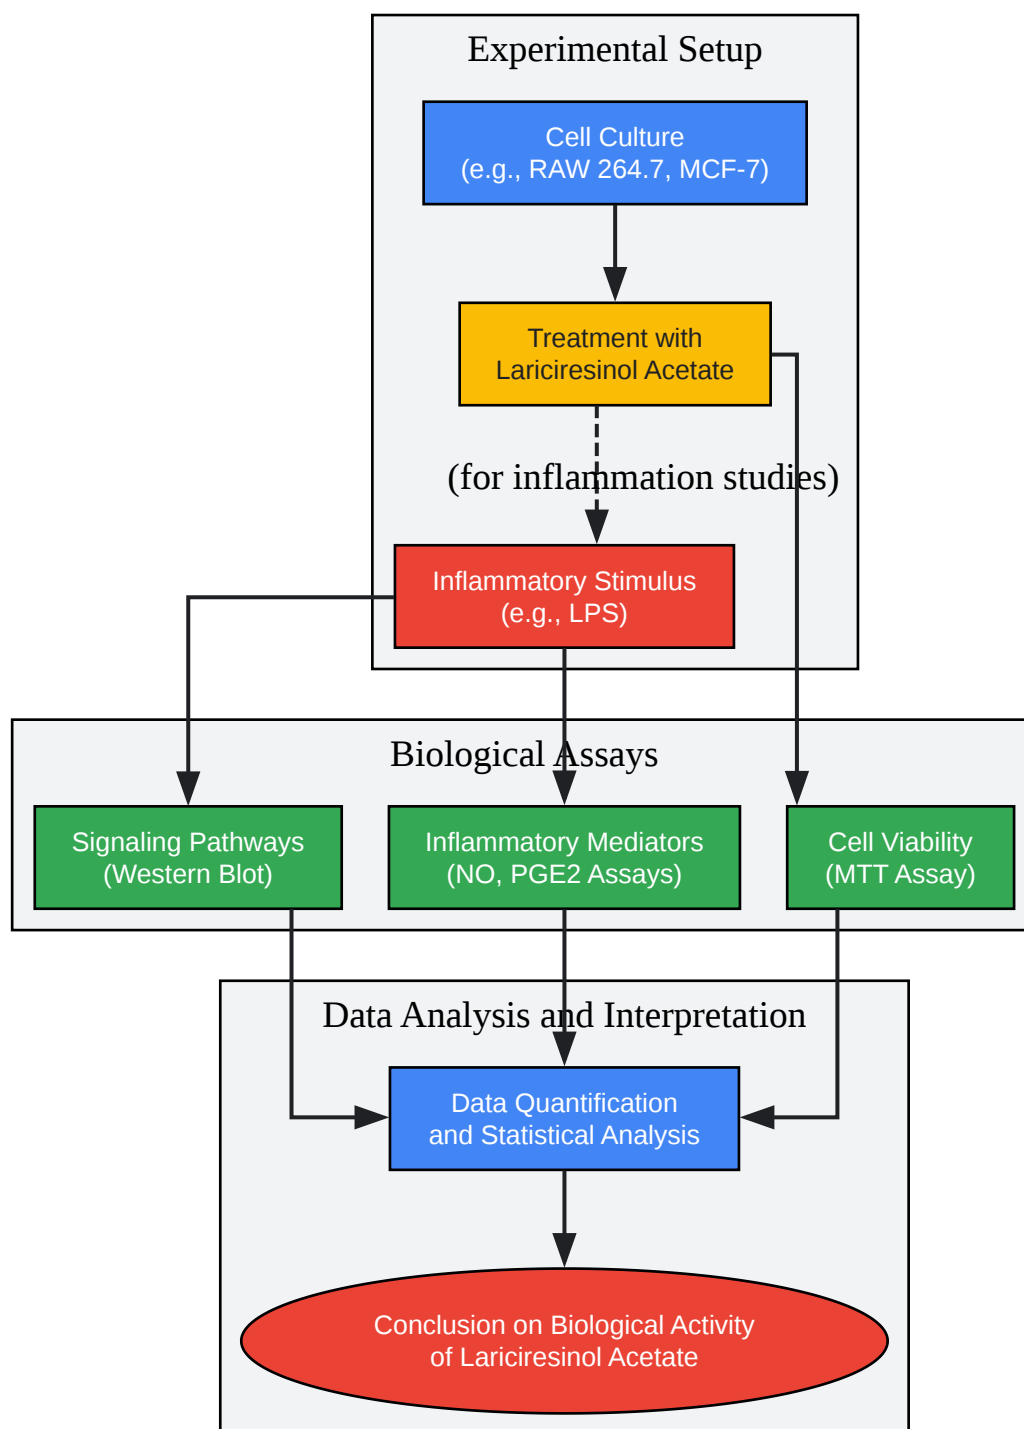 Experimental Setup
Cell Culture
(e.g., RAW 264.7, MCF-7)
Treatment with
Lariciresinol Acetate
(for inflammation studies)
Inflammatory Stimulus
(e.g., LPS)
Biological Assays
Signaling Pathways
(Western Blot)
Inflammatory Mediators
(NO, PGE2 Assays)
Cell Viability
(MTT Assay)
Data Analysis and Interpretation
Data Quantification
and Statistical Analysis
Conclusion on Biological Activity
of Lariciresinol Acetate